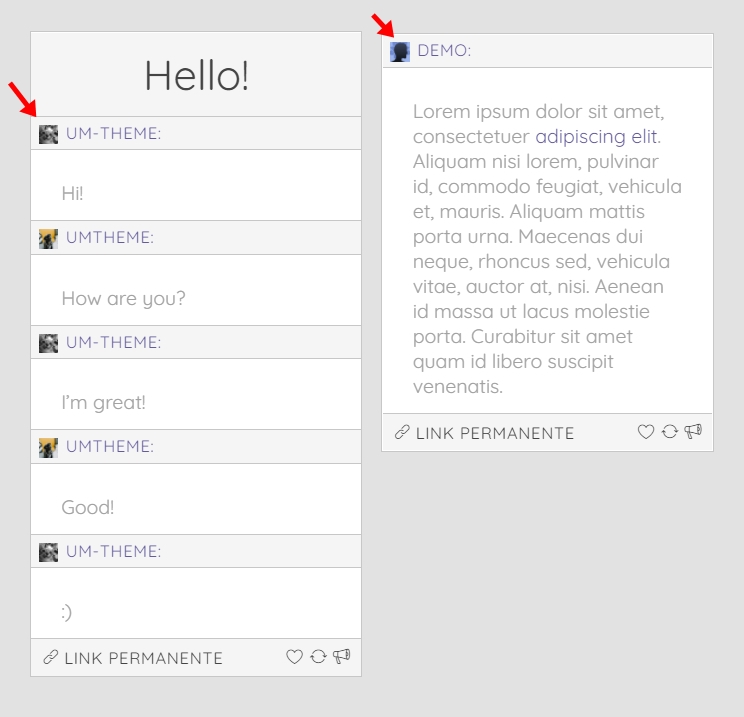 Hello!
UM-THEME:
Hi!
UMTHEME:
How are you?
UM-THEME:
I'm great!
UMTHEME:
Good!
UM-THEME:
:)
LINK PERMANENTE
DEMO:
Lorem ipsum dolor sit amet,
consectetuer adipiscing elit.
Aliquam nisi lorem, pulvinar
id, commodo feugiat, vehicula
et, mauris. Aliquam mattis
porta urna. Maecenas dui
neque, rhoncus sed, vehicula
vitae, auctor at, nisi. Aenean
id massa ut lacus molestie
porta. Curabitur sit amet
quam id libero suscipit
venenatis.
LINK PERMANENTE